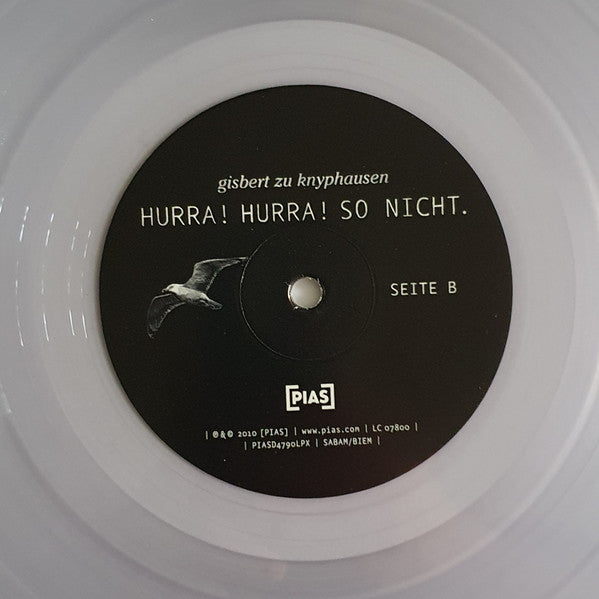 gisbert zu knyphausen
HURRA! HURRA! SO NICHT.
SEITE B
[PIAS]
| ℗&© 2010 [PIAS] | www.pias.com | LC 07800 |
| PIASD4790LPX | SABAM/BIEM |